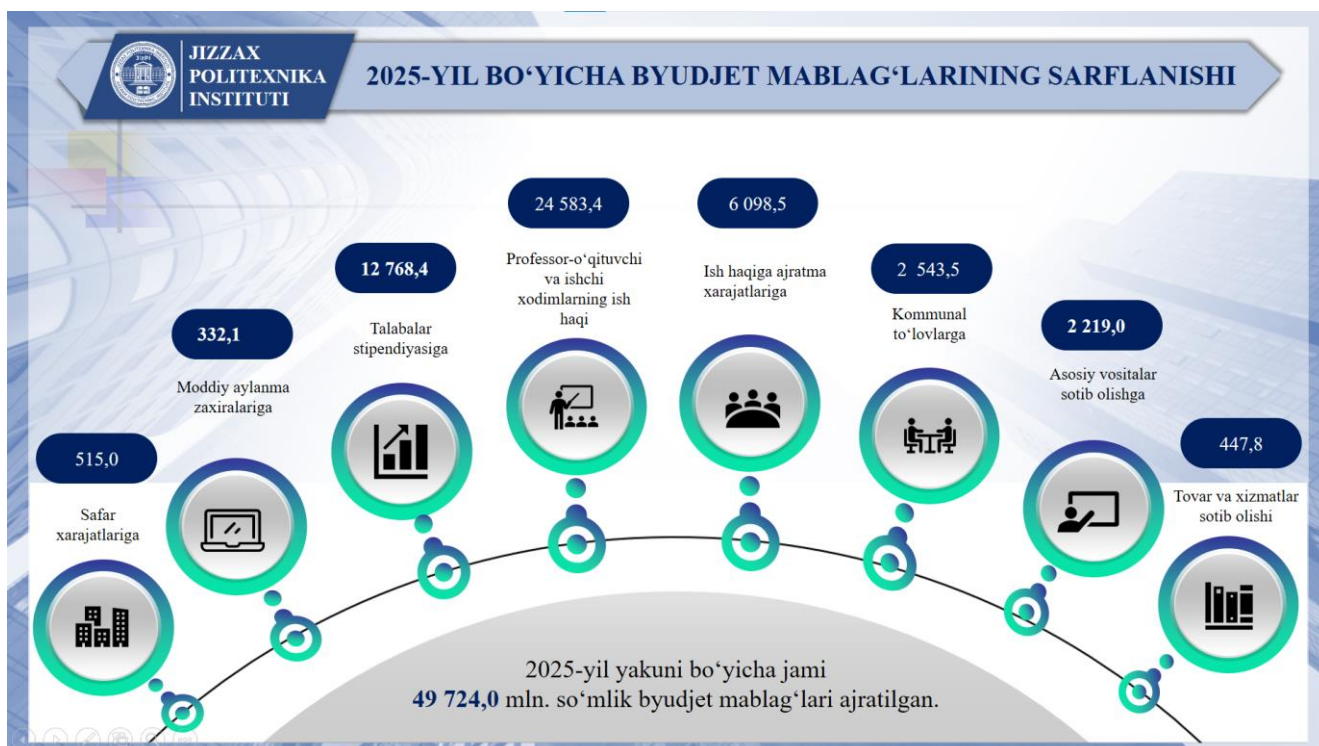 JIZZAX
POLITEXNIKA
INSTITUTI
2025-YIL BO‘YICHA BYUDJET MABLAG‘LARINING SARFLANISHI
515,0
Safar
xarajatlariga
332,1
Moddiy aylanma
zaxiralariga
12 768,4
Talabalar
stipendiyasiga
24 583,4
Professor-o‘qituvchi
va ishchi
xodimlarning ish
haqi
6 098,5
Ish haqiga ajratma
xarajatlariga
2 543,5
Kommunal
to‘lovlarga
2 219,0
Asosiy vositalar
sotib olishga
447,8
Tovar va xizmatlar
sotib olishi
2025-yil yakuni bo‘yicha jami
49 724,0 mln. so‘mlik byudjet mablag‘lari ajratilgan.